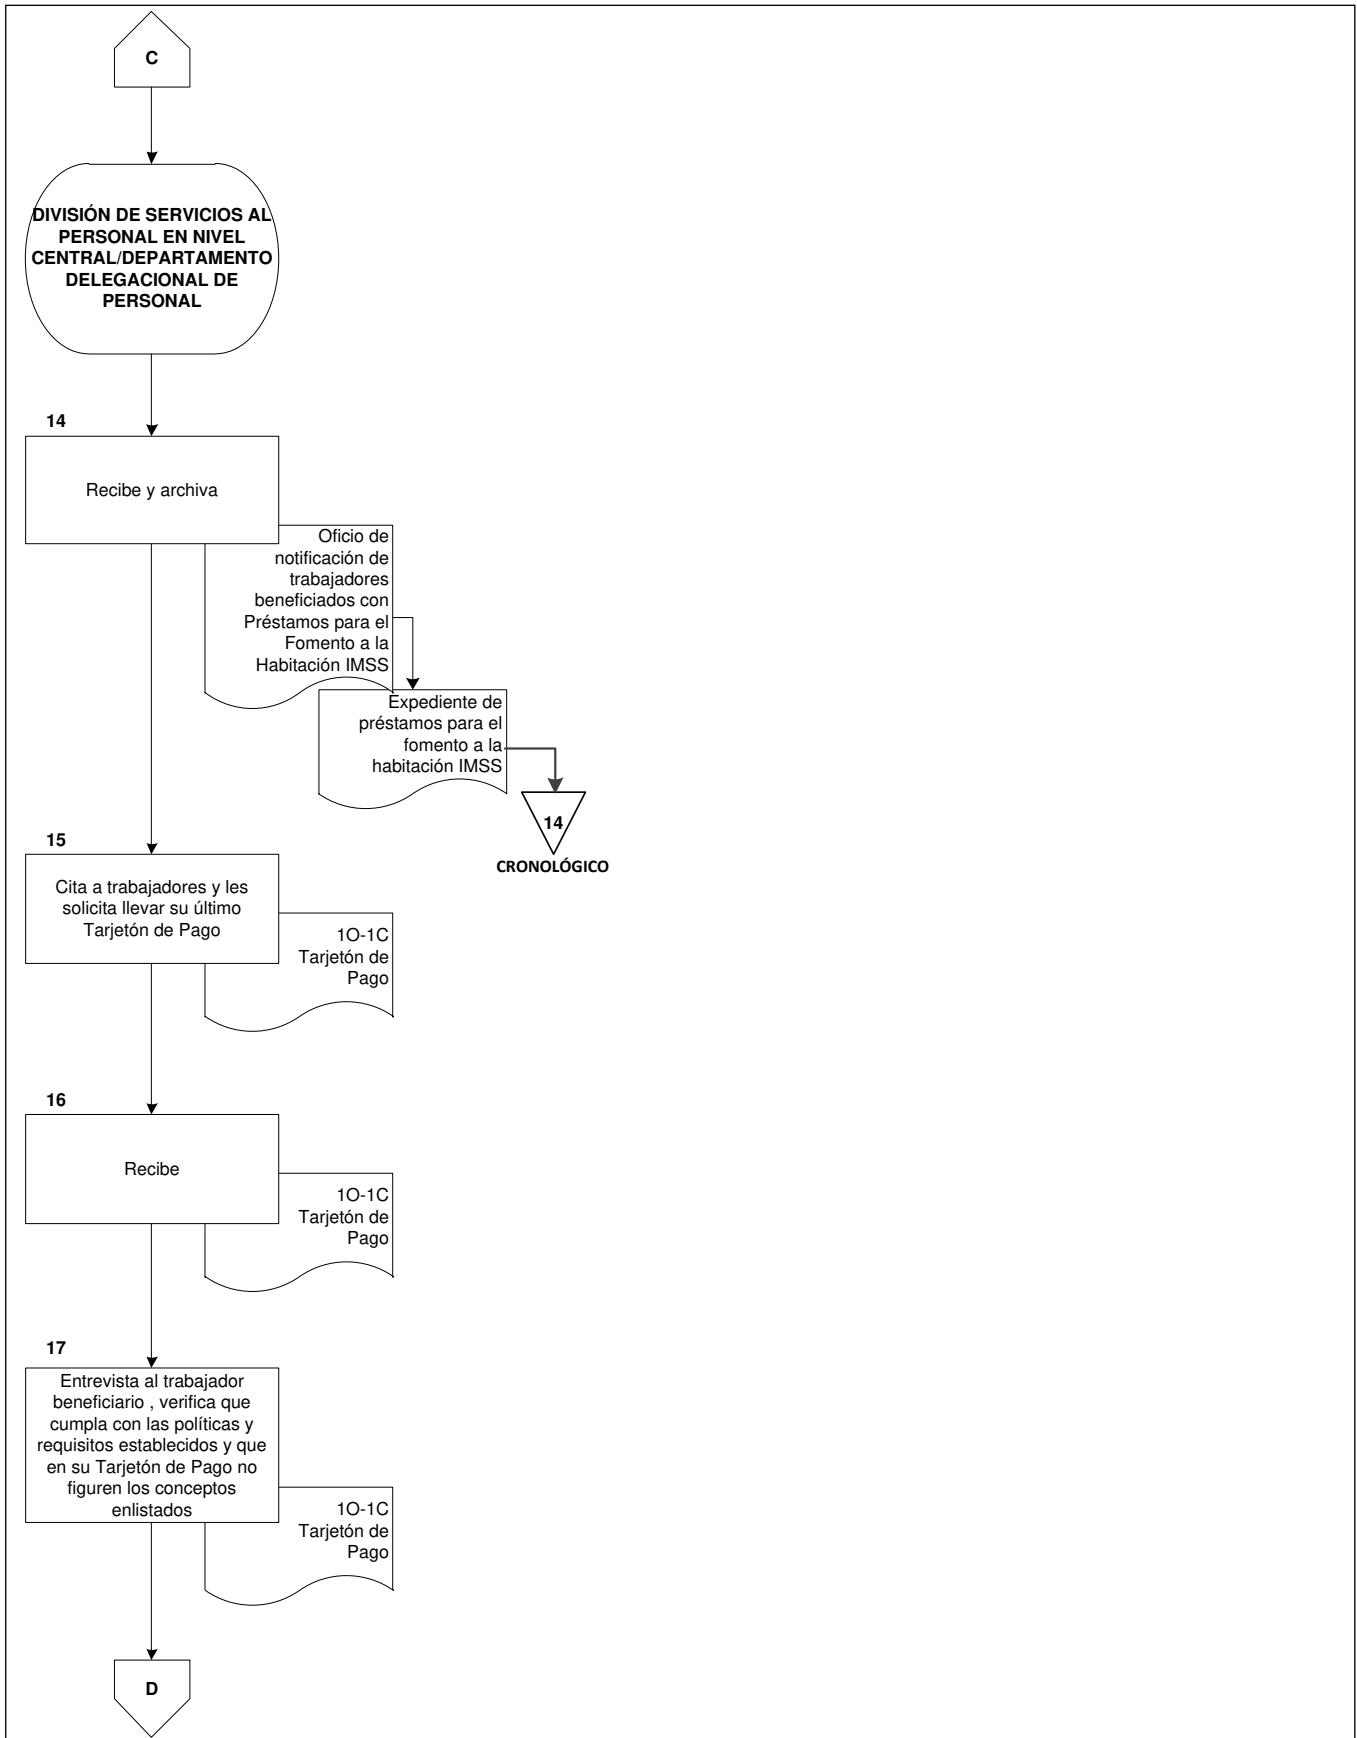 C
DIVISIÓN DE SERVICIOS AL
PERSONAL EN NIVEL
CENTRAL/DEPARTAMENTO
DELEGACIONAL DE
PERSONAL
14
Recibe y archiva
Oficio de
notificación de
trabajadores
beneficiados con
Préstamos para el
Fomento a la
Habitación IMSS
Expediente de
préstamos para el
fomento a la
habitación IMSS
14
CRONOLÓGICO
15
Cita a trabajadores y les
solicita llevar su último
Tarjetón de Pago
1O-1C
Tarjetón de
Pago
16
Recibe
1O-1C
Tarjetón de
Pago
17
Entrevista al trabajador
beneficiario , verifica que
cumpla con las políticas y
requisitos establecidos y que
en su Tarjetón de Pago no
figuren los conceptos
enlistados
1O-1C
Tarjetón de
Pago
D